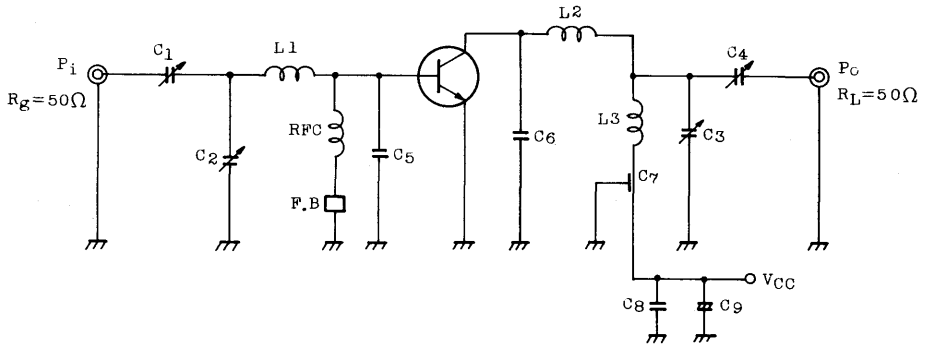 L2
C1
L1
C4
Pi
Po
Rg=50Ω
RL=50Ω
L3
RFC
C6
C3
C2
C5
C7
F.B
VCC
C8
C9